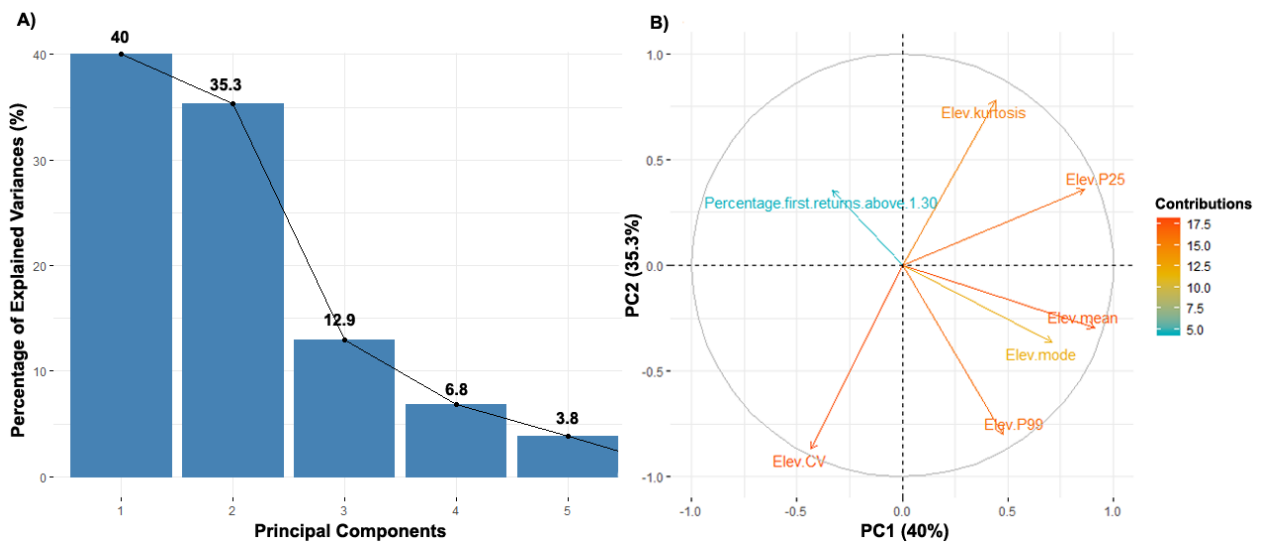 A)
Percentage of Explained Variances (%)
40
30
20
10
0
40
35.3
12.9
6.8
3.8
1
2
3
4
5
Principal Components
B)
PC2 (35.3%)
1.0
0.5
0.0
-0.5
-1.0
Elev.kurtosis
Elev.P25
Percentage.first.returns.above.1.30
Elev.mean
Elev.mode
Elev.P99
Elev.CV
-1.0
-0.5
0.0
0.5
1.0
PC1 (40%)
Contributions
17.5
15.0
12.5
10.0
7.5
5.0